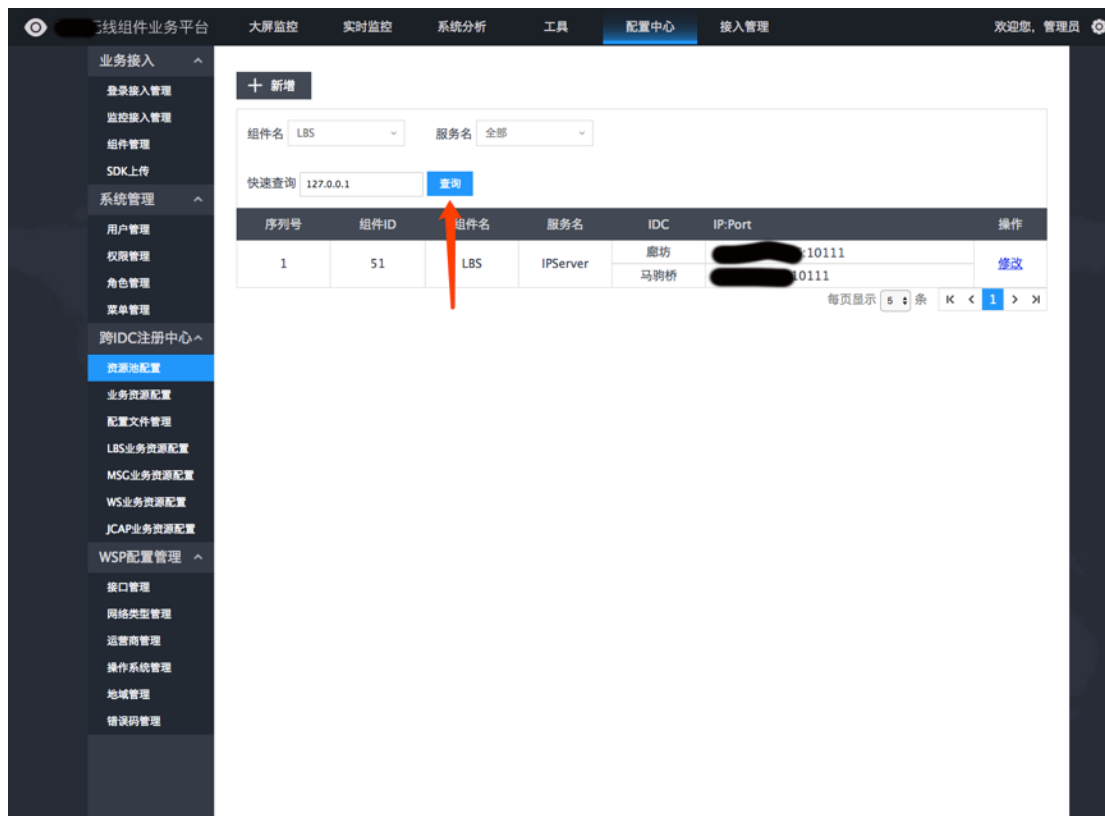 线组件业务平台 大屏监控 实时监控 系统分析 工具 配置中心 接入管理 欢迎您, 管理员
业务接入
登录接入管理
监控接入管理
组件管理
SDK上传
系统管理
用户管理
权限管理
角色管理
菜单管理
跨IDC注册中心
资源池配置
业务资源配置
配置文件管理
LBS业务资源配置
MSG业务资源配置
WS业务资源配置
JCAP业务资源配置
WSP配置管理
接口管理
网络类型管理
运营商管理
操作系统管理
地域管理
错误码管理
新增
组件名 LBS 服务名 全部
快速查询 127.0.0.1 查询
序列号 组件ID 组件名 服务名 IDC IP:Port 操作
1 51 LBS IPServer 廊坊 :10111 修改
马驹桥 10111
每页显示 5 条 1